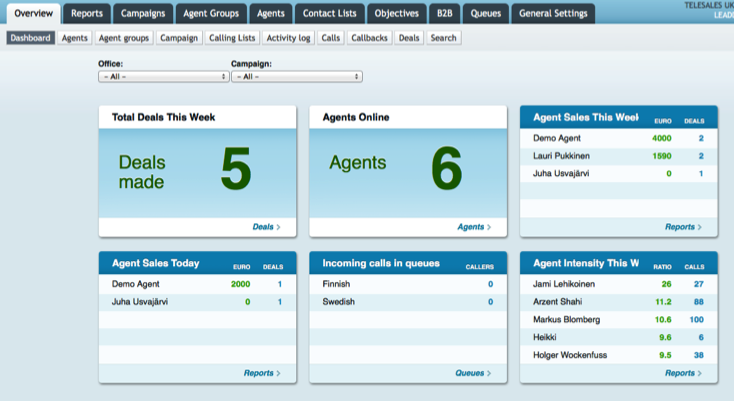 TELESALES UK
Overview Reports Campaigns Agent Groups Agents Contact Lists Objectives B2B Queues General Settings
Dashboard Agents Agent groups Campaign Calling Lists Activity log Calls Callbacks Deals Search
Office: Campaign:
- All - - All -
Total Deals This Week
Deals
made
5
Deals >
Agents Online
Agents 6
Agents >
Agent Sales This Week EURO DEALS
Demo Agent 4000 2
Lauri Pukkinen 1590 2
Juha Usvajärvi 0 1
Reports >
Agent Sales Today EURO DEALS
Demo Agent 2000 1
Juha Usvajärvi 0 1
Reports >
Incoming calls in queues CALLERS
Finnish 0
Swedish 0
Queues >
Agent Intensity This W RATIO CALLS
Jami Lehikoinen 26 27
Arzent Shahi 11.2 88
Markus Blomberg 10.6 100
Heikki 9.6 6
Holger Wockenfuss 9.5 38
Reports >